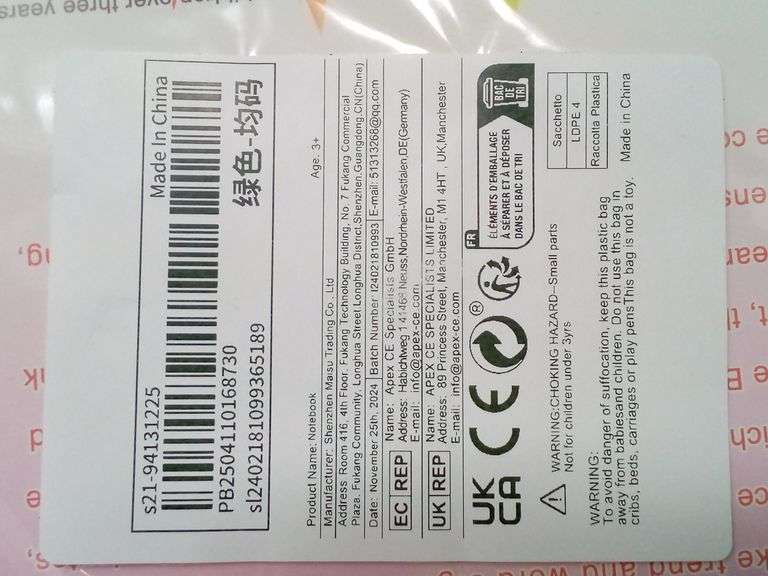 s21-94131225 Made In China
PB2504110168730 绿色-均码
sl2402181099365189
Product Name: Notebook Age. 3+
Manufacturer: Shenzhen Maisu Trading Co., Ltd
Address Room 416, 4th Floor. Fukang Technology Building, No. 7 Fukang Commercial
Plaza. Fukang Community, Longhua Street,Longhua District,Shenzhen,Guangdong.CN(China)
Date: November 25th, 2024 Batch Number I24021810993 E-mail: 51313268@qq.com
EC REP
Name: Apex CE Specialists GmbH
Address: Habichtweg 1 41468 Neuss,Nordrhein-Westfalen,DE(Germany)
E-mail: info@apex-ce.com
UK REP
Name: APEX CE SPECIALISTS LIMITED
Address. 89 Princess Street, Manchester, M1 4HT . UK,Manchester
E-mail: info@apex-ce.com
UK
CA
CE
®
FR
ÉLÉMENTS D'EMBALLAGE
À SÉPARER ET À DÉPOSER
DANS LE BAC DE TRI
BAC
DE
TRI
WARNING:CHOKING HAZARD--Small parts
Not for children under 3yrs
Sacchetto
LDPE 4
Raccolta Plastica
WARNING:
To avoid danger of suffocation, keep this plastic bag
away from babiesand children. Do not use this bag in
cribs, beds, carriages or play pens This bag is not a toy. Made in China
over three years
trend and word